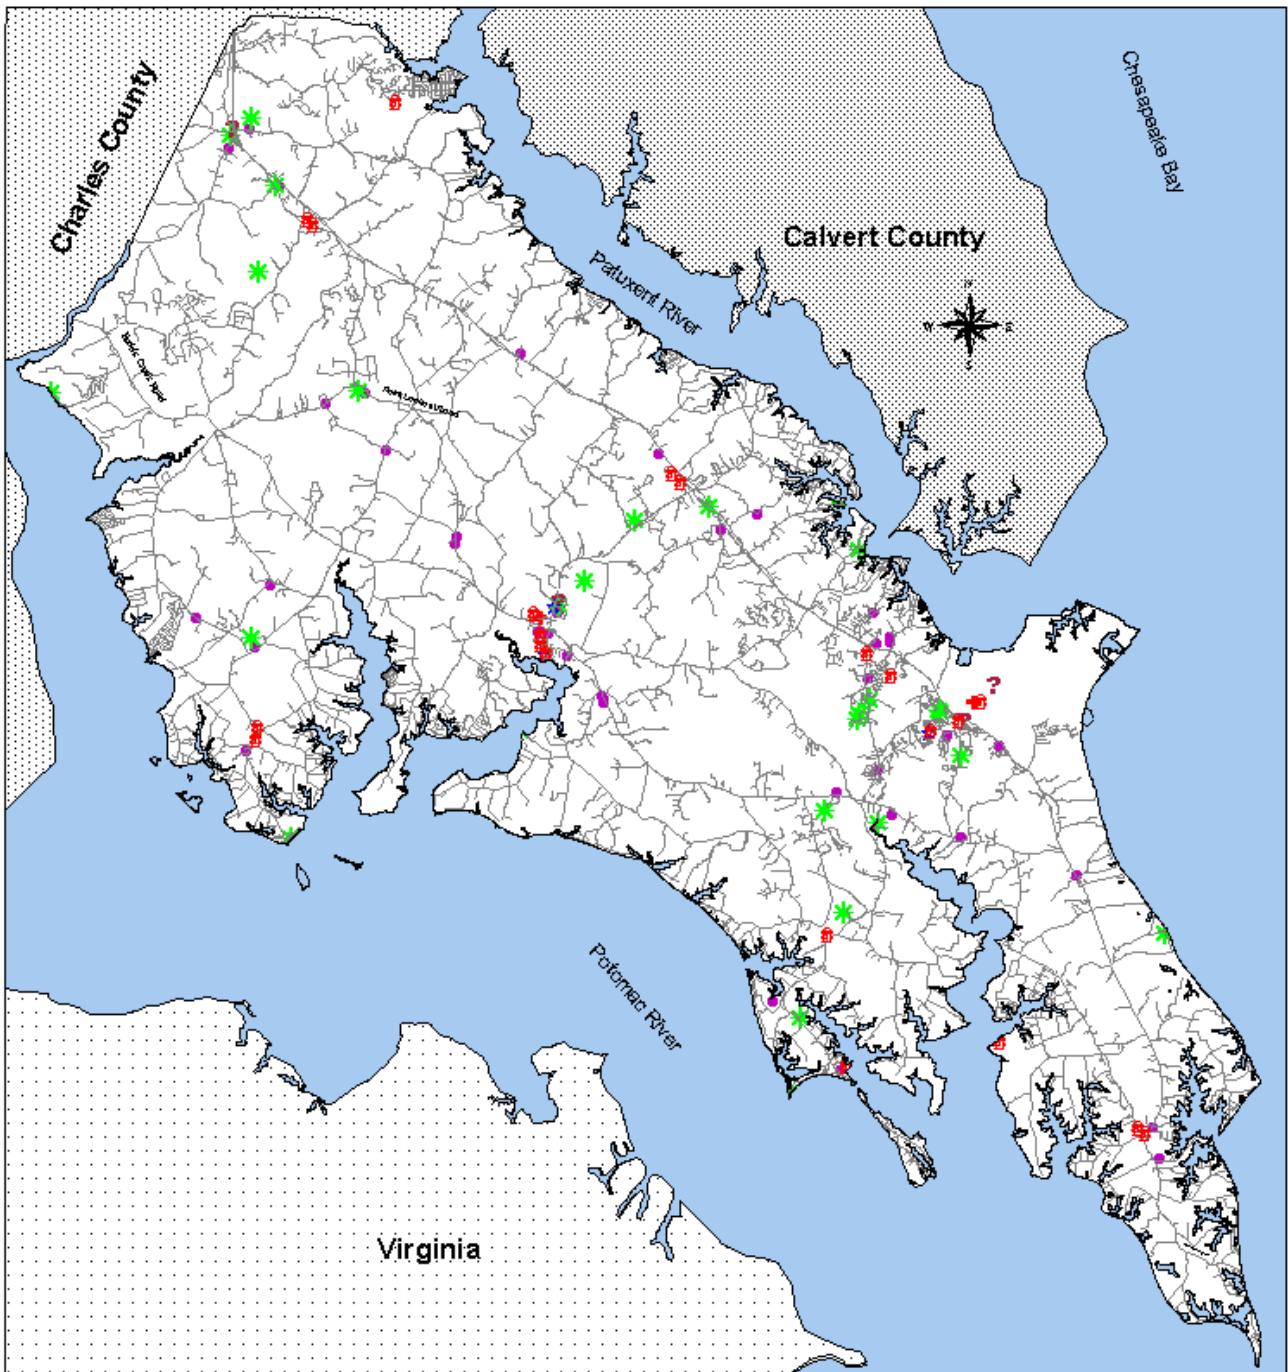 Chesapeake Bay
Charles County
Calvert County
Patuxent River
N
W
E
S
?
Potomac River
Virginia